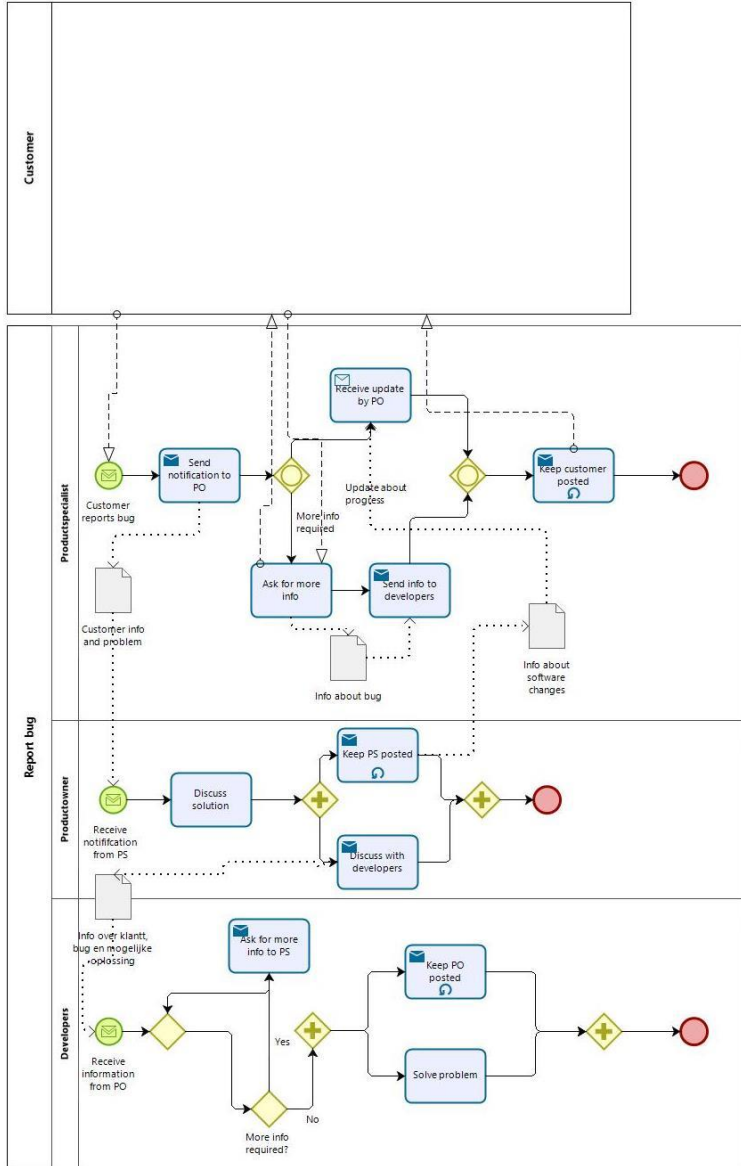 Customer
Report bug
Productspecialist
Receive update
by PO
Send
notification to
PO
Keep customer
posted
Customer
reports bug
Update about
progress
More info
required
Ask for more
info
Send info to
developers
Customer info
and problem
Info about bug
Info about
software
changes
Productowner
Keep PS posted
Discuss
solution
Receive
notifcation
from PS
Discuss with
developers
Info over klantt,
bug en mogelijke
oplossing
Developers
Ask for more
info to PS
Keep PO
posted
Receive
information
from PO
Yes
Solve problem
No
More info
required?